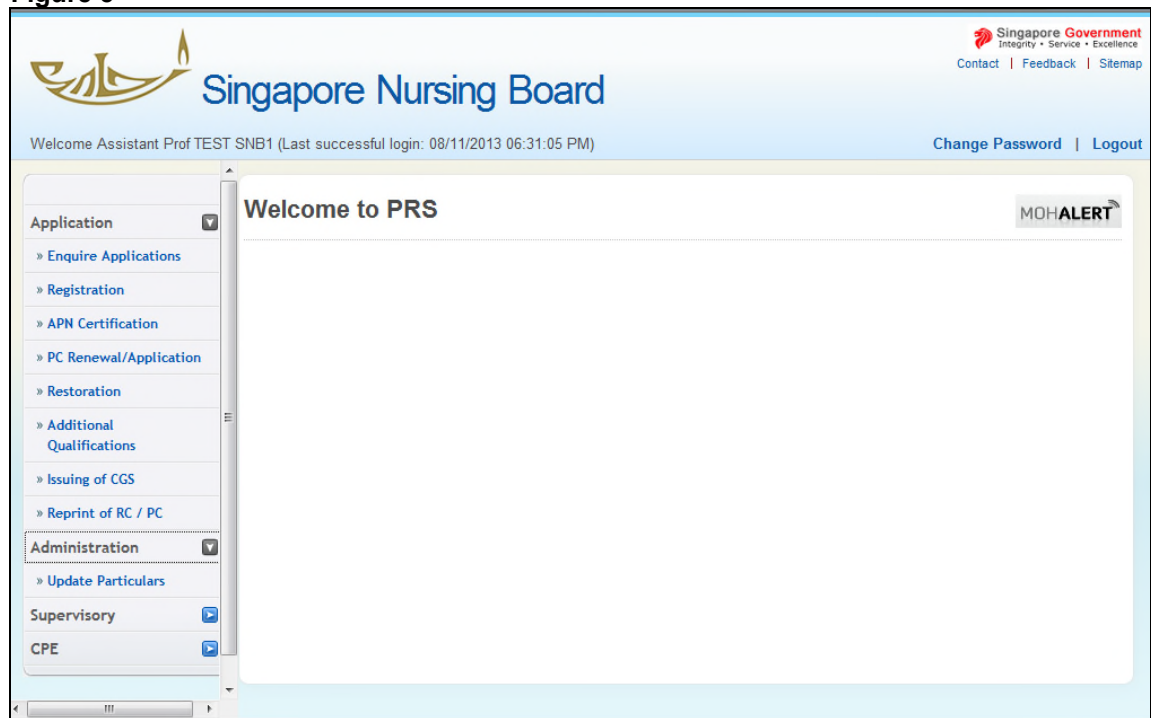 Singapore Government
Integrity • Service • Excellence
Contact | Feedback | Sitemap
Singapore Nursing Board
Welcome Assistant Prof TEST SNB1 (Last successful login: 08/11/2013 06:31:05 PM)
Change Password | Logout
Application
» Enquire Applications
» Registration
» APN Certification
» PC Renewal/Application
» Restoration
» Additional
Qualifications
» Issuing of CGS
» Reprint of RC / PC
Administration
» Update Particulars
Supervisory
CPE
Welcome to PRS
MOHALERT